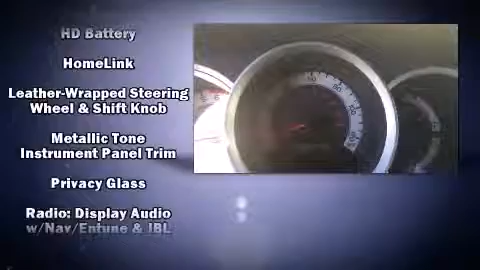 HD Battery
HomeLink
Leather-Wrapped Steering
Wheel & Shift Knob
Metallic Tone
Instrument Panel Trim
Privacy Glass
Radio: Display Audio
w/Nav/Entune & JBL